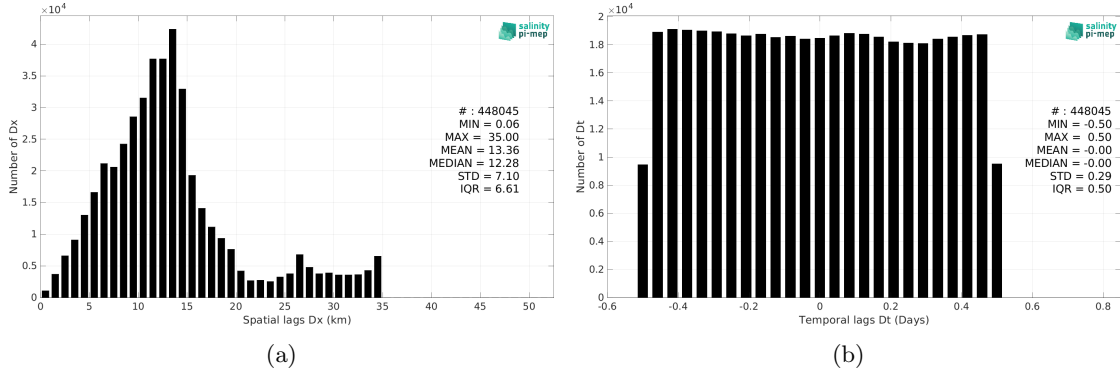 ×10⁴
4
3.5
3
2.5
2
1.5
1
0.5
0
Number of Dx
0 5 10 15 20 25 30 35 40 45 50
Spatial lags Dx (km)
salinity
pi-mep
# : 448045
MIN = 0.06
MAX = 35.00
MEAN = 13.36
MEDIAN = 12.28
STD = 7.10
IQR = 6.61
(a)
×10⁴
2
1.8
1.6
1.4
1.2
1
0.8
0.6
0.4
0.2
0
Number of Dt
-0.6 -0.4 -0.2 0 0.2 0.4 0.6 0.8
Temporal lags Dt (Days)
salinity
pi-mep
# : 448045
MIN = -0.50
MAX = 0.50
MEAN = -0.00
MEDIAN = -0.00
STD = 0.29
IQR = 0.50
(b)